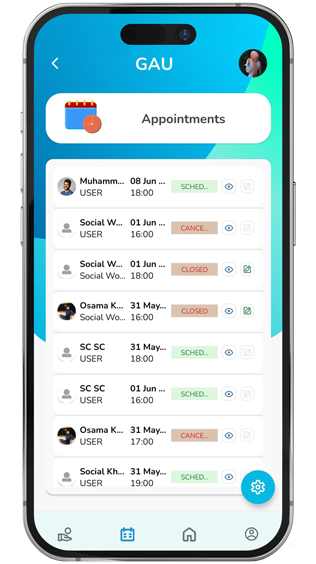 GAU
Appointments
Muhamm... 08 Jun ... SCHED...
USER 18:00
Social W... 01 Jun ... CANCE...
USER 16:00
Social W... 01 Jun ... CLOSED
Social Wo... 18:00
Osama K... 31 May... CLOSED
Social Wo... 16:00
SC SC 31 May... SCHED...
USER 18:00
SC SC 01 Jun ... SCHED...
USER 16:00
Osama K... 31 May... CANCE...
USER 17:00
Social Kh... 31 May... SCHED...
USER 19:00